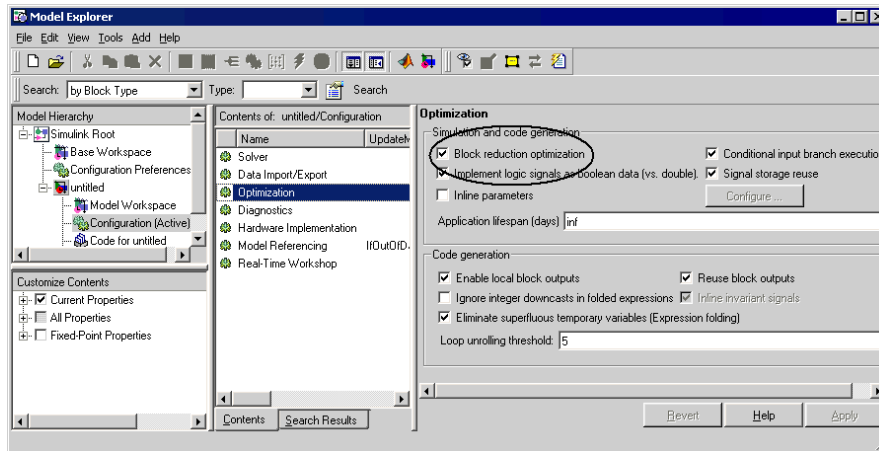 Model Explorer
File Edit View Tools Add Help
Search: by Block Type Type: Search
Model Hierarchy
Simulink Root
Base Workspace
Configuration Preferences
untitled
Model Workspace
Configuration (Active)
Code for untitled
Customize Contents
Current Properties
All Properties
Fixed-Point Properties
Contents of: untitled/Configuration
Name
Solver
Data Import/Export
Optimization
Diagnostics
Hardware Implementation
Model Referencing IfOutOfD
Real-Time Workshop
Contents Search Results
Optimization
Simulation and code generation
Block reduction optimization Conditional input branch executio
Implement logic signals as boolean data (vs. double). Signal storage reuse
Inline parameters Configure ...
Application lifespan (days) inf
Code generation
Enable local block outputs Reuse block outputs
Ignore integer downcasts in folded expressions Inline invariant signals
Eliminate superfluous temporary variables (Expression folding)
Loop unrolling threshold: 5
Revert Help Apply